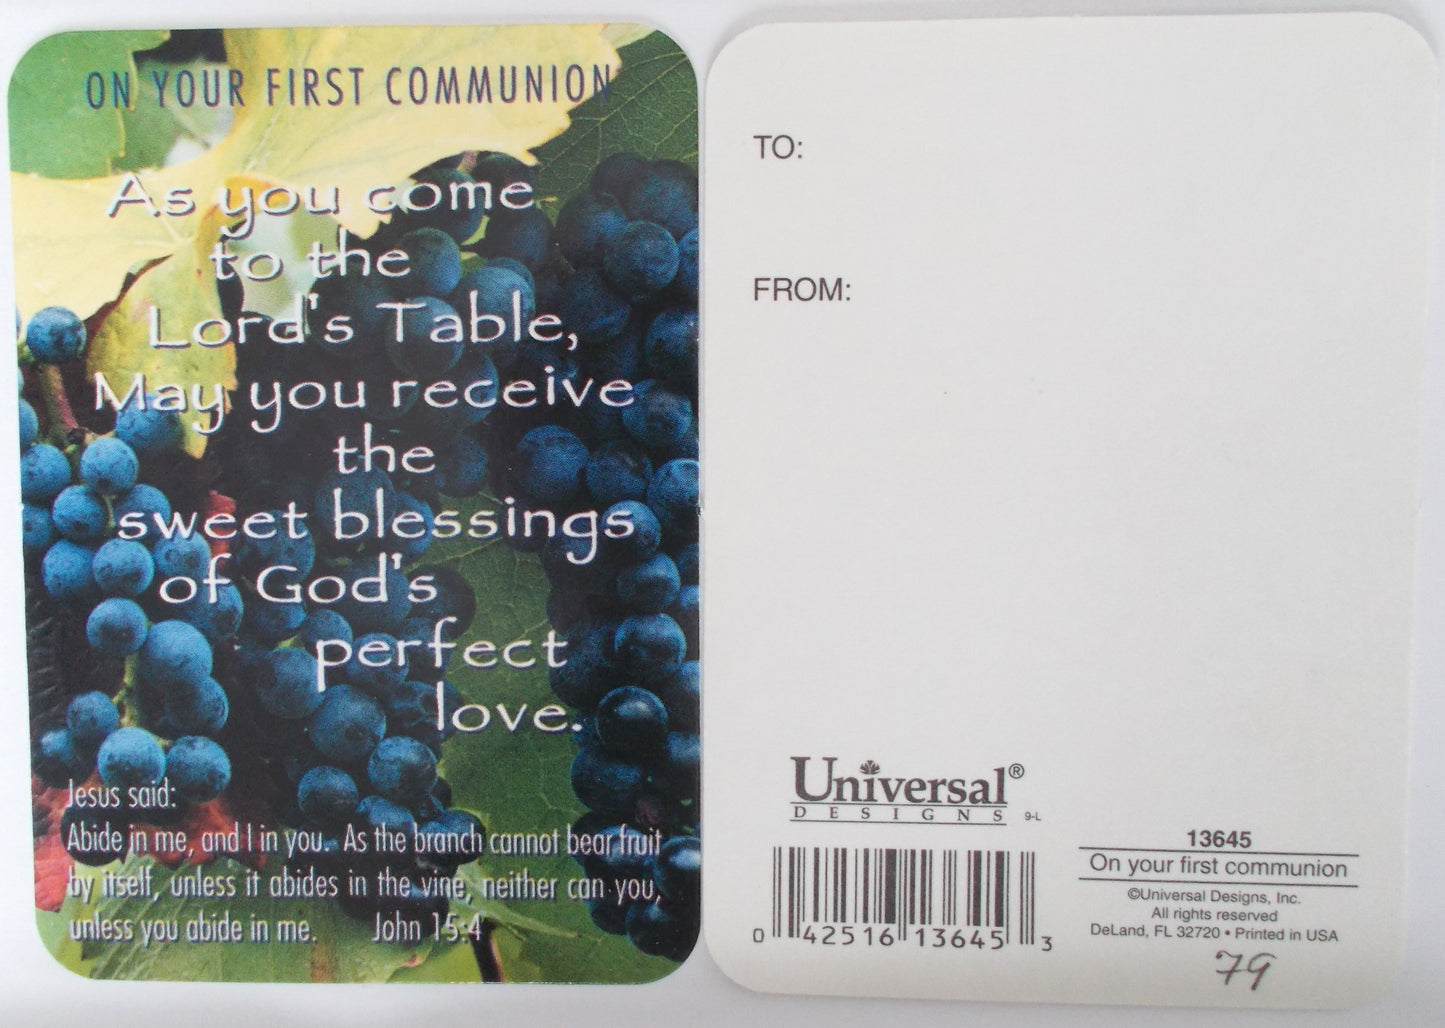 ON YOUR FIRST COMMUNION
As you come
to the
Lord's Table,
May you receive
the
sweet blessings
of God's
perfect
love.
Jesus said:
Abide in me, and I in you. As the branch cannot bear fruit
by itself, unless it abides in the vine, neither can you,
unless you abide in me. John 15:4
TO:
FROM:
Universal®
DESIGNS 9-L
0 42516 13645 3
13645
On your first communion
©Universal Designs, Inc.
All rights reserved
DeLand, FL 32720 • Printed in USA
79